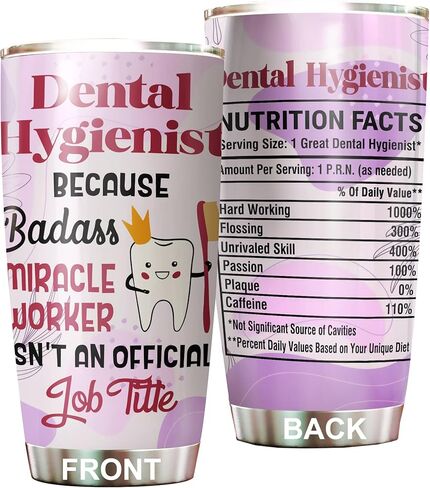 Dental
Hygienist
BECAUSE
Badass
MIRACLE
WORKER
ISN'T AN OFFICIAL
Job Title
FRONT
Dental Hygienist
NUTRITION FACTS
Serving Size: 1 Great Dental Hygienist*
Amount Per Serving: 1 P.R.N. (as needed)
% Of Daily Value**
Hard Working 1000%
Flossing 300%
Unrivaled Skill 400%
Passion 100%
Plaque 0%
Caffeine 110%
*Not Significant Source of Cavities
**Percent Daily Values Based on Your Unique Diet
BACK